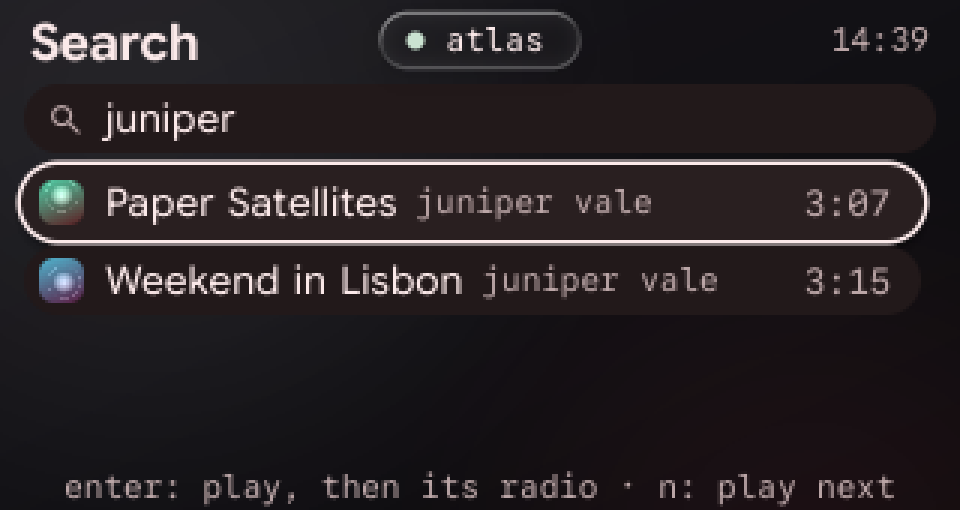 Search atlas 14:39
juniper
Paper Satellites juniper vale 3:07
Weekend in Lisbon juniper vale 3:15
enter: play, then its radio · n: play next